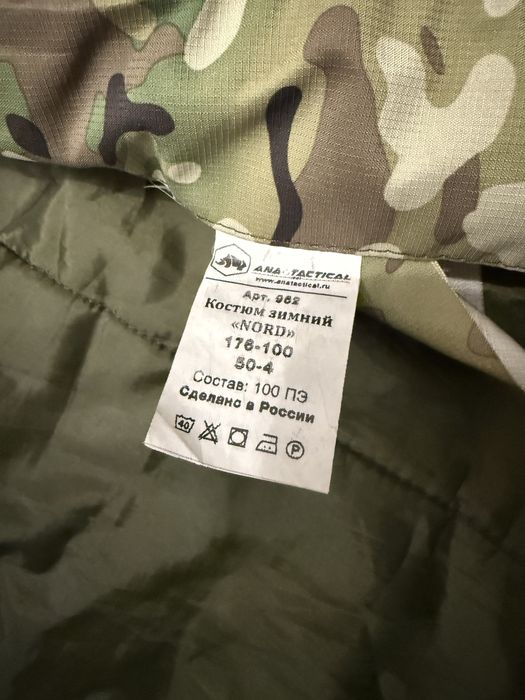 ANA TACTICAL
www.anatactical.ru
Арт. 962
Костюм зимний
«NORD»
176-100
50-4
Состав: 100 ПЭ
Сделано в России
40
P